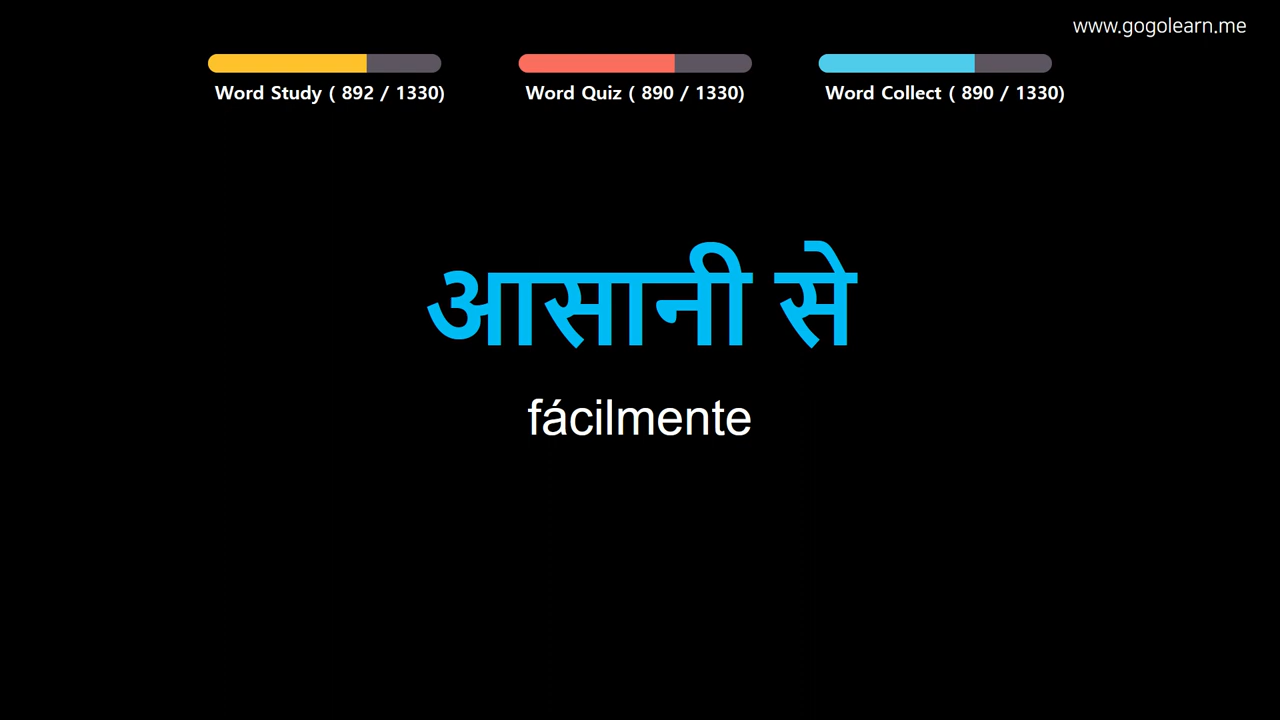 www.gogolearn.me
Word Study ( 892 / 1330)
Word Quiz ( 890 / 1330)
Word Collect ( 890 / 1330)
आसानी से
fácilmente